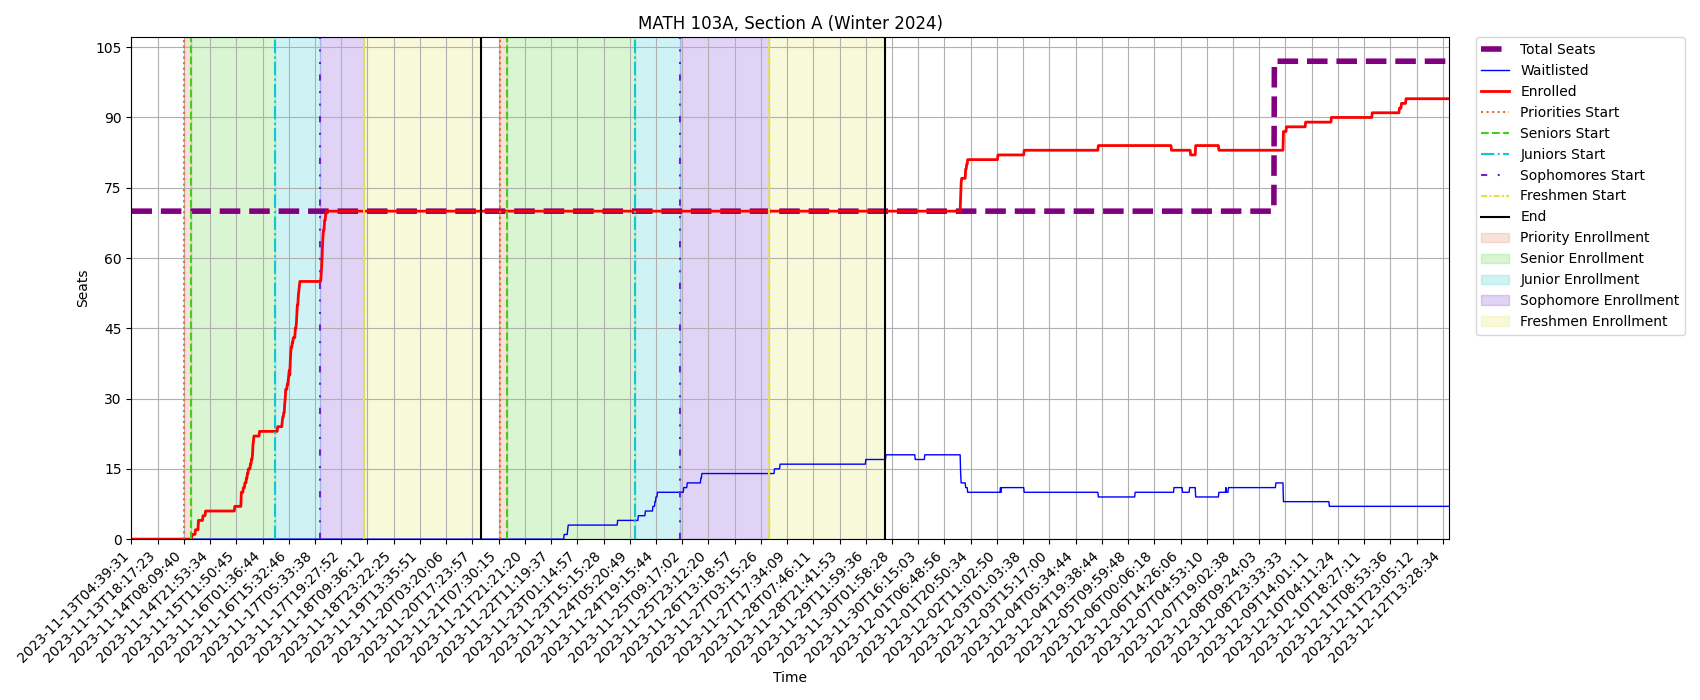 MATH 103A, Section A (Winter 2024)
105
90
75
60
45
30
15
0
Seats
2023-11-13T04:39:31
2023-11-13T18:17:23
2023-11-14T08:09:40
2023-11-14T21:53:34
2023-11-15T11:50:45
2023-11-16T01:36:44
2023-11-16T15:32:46
2023-11-17T05:33:38
2023-11-17T19:27:52
2023-11-18T09:36:12
2023-11-18T23:22:25
2023-11-19T13:35:51
2023-11-20T03:20:06
2023-11-20T17:23:57
2023-11-21T07:30:15
2023-11-21T21:21:20
2023-11-22T11:19:37
2023-11-23T01:14:57
2023-11-23T15:15:28
2023-11-24T05:20:49
2023-11-24T19:15:44
2023-11-25T09:17:02
2023-11-25T23:12:20
2023-11-26T13:18:57
2023-11-27T03:15:26
2023-11-27T17:34:09
2023-11-28T07:46:11
2023-11-28T21:41:53
2023-11-29T11:59:36
2023-11-30T01:58:28
2023-11-30T16:15:03
2023-12-01T06:48:56
2023-12-01T20:50:34
2023-12-02T11:02:50
2023-12-03T01:03:38
2023-12-03T15:17:00
2023-12-04T05:34:44
2023-12-04T19:38:44
2023-12-05T09:59:48
2023-12-06T00:06:18
2023-12-06T14:26:06
2023-12-07T04:53:10
2023-12-07T19:02:38
2023-12-08T09:24:03
2023-12-08T23:33:33
2023-12-09T14:01:11
2023-12-10T04:11:24
2023-12-10T18:27:11
2023-12-11T08:53:36
2023-12-11T23:05:12
2023-12-12T13:28:34
Time
Total Seats
Waitlisted
Enrolled
Priorities Start
Seniors Start
Juniors Start
Sophomores Start
Freshmen Start
End
Priority Enrollment
Senior Enrollment
Junior Enrollment
Sophomore Enrollment
Freshmen Enrollment